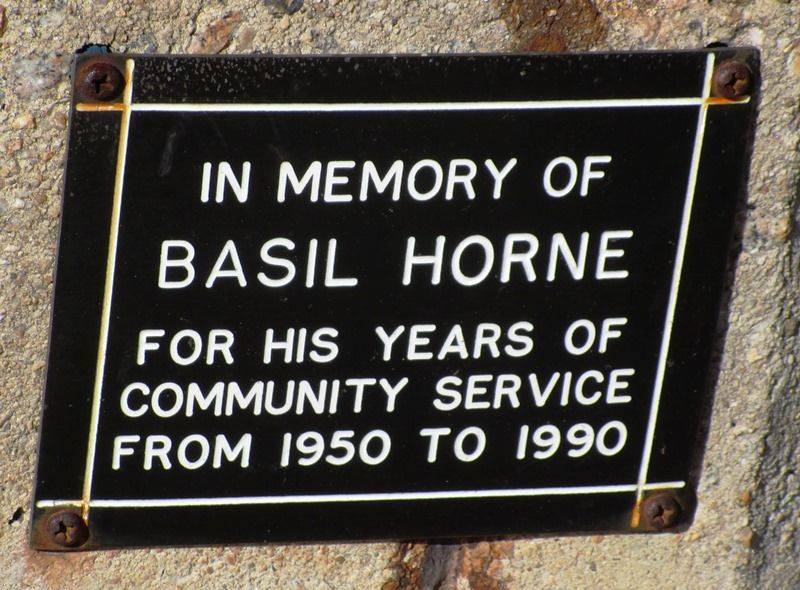 IN MEMORY OF
BASIL HORNE
FOR HIS YEARS OF
COMMUNITY SERVICE
FROM 1950 TO 1990